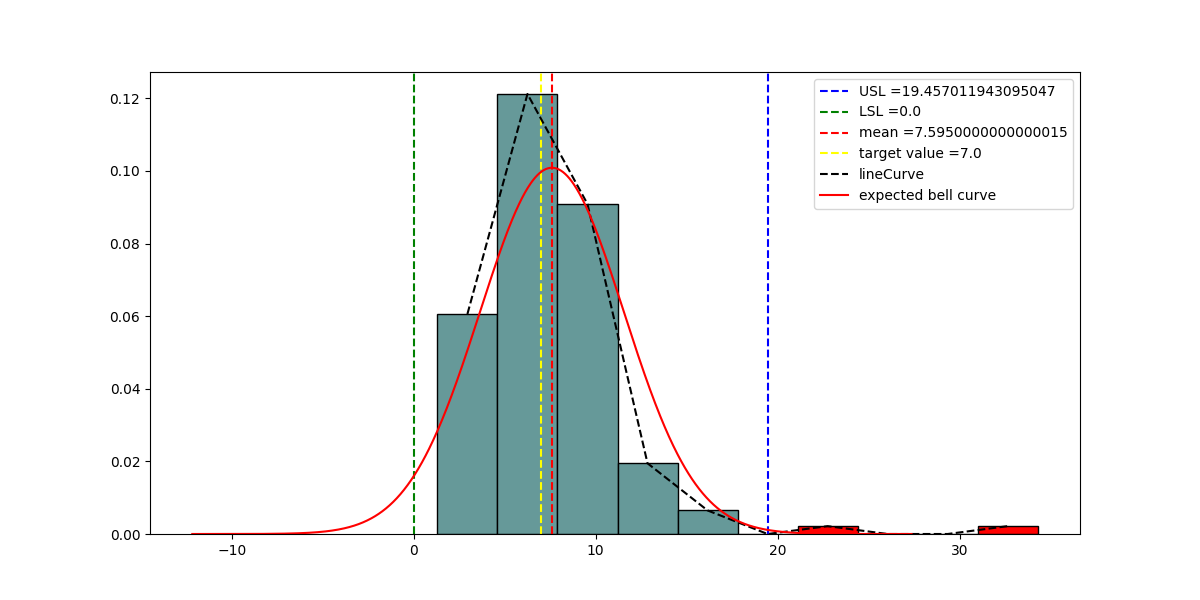 USL =19.457011943095047
LSL =0.0
mean =7.5950000000000015
target value =7.0
lineCurve
expected bell curve
0.12
0.10
0.08
0.06
0.04
0.02
0.00
−10 0 10 20 30